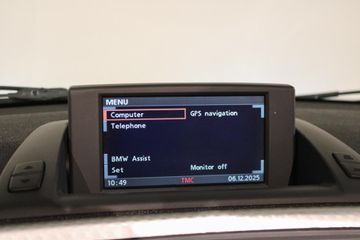 MENU
Computer GPS navigation
Telephone
BMW Assist
Set Monitor off
10:49 TMC 06.12.2025